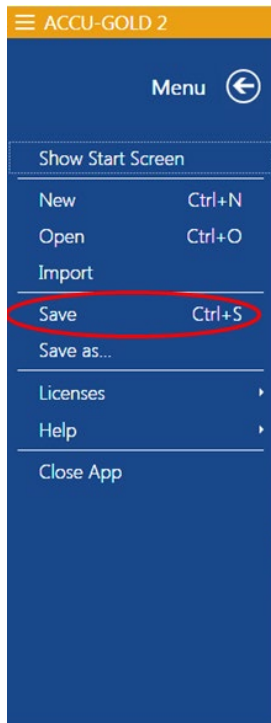 ACCU-GOLD 2
Menu
Show Start Screen
New Ctrl+N
Open Ctrl+O
Import
Save Ctrl+S
Save as...
Licenses
Help
Close App